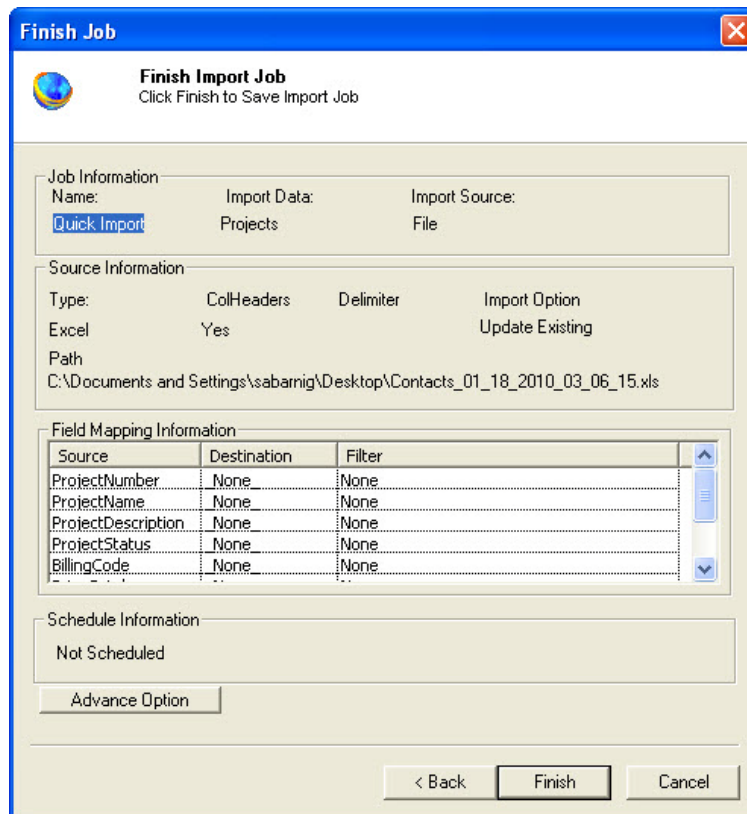 Finish Job
Finish Import Job
Click Finish to Save Import Job
Job Information
Name: Import Data: Import Source:
Quick Import Projects File
Source Information
Type: ColHeaders Delimiter Import Option
Excel Yes Update Existing
Path
C:\Documents and Settings\sabarnig\Desktop\Contacts_01_18_2010_03_06_15.xls
Field Mapping Information
Source Destination Filter
ProjectNumber _None_ None
ProjectName _None_ None
ProjectDescription _None_ None
ProjectStatus _None_ None
BillingCode _None_ None
Schedule Information
Not Scheduled
Advance Option
< Back Finish Cancel